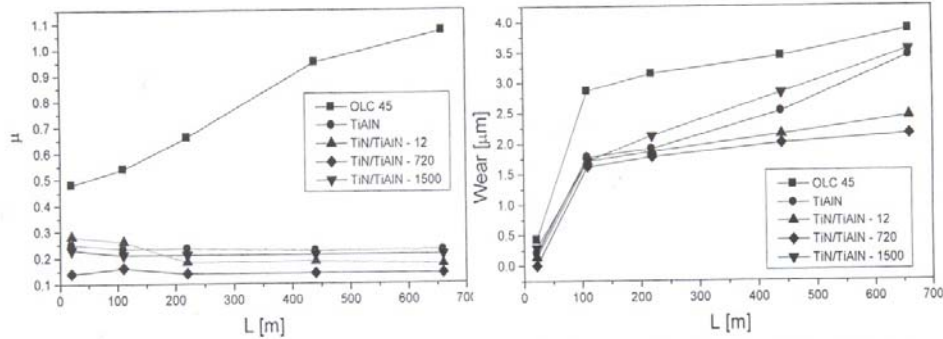 1.1
1.0
0.9
0.8
0.7
0.6
0.5
0.4
0.3
0.2
0.1
μ
0 100 200 300 400 500 600 700
L [m]
OLC 45
TiAlN
TiN/TiAlN - 12
TiN/TiAlN - 720
TiN/TiAlN - 1500
4.0
3.5
3.0
2.5
2.0
1.5
1.0
0.5
0.0
Wear [μm]
0 100 200 300 400 500 600 700
L [m]
OLC 45
TiAlN
TiN/TiAlN - 12
TiN/TiAlN - 720
TiN/TiAlN - 1500